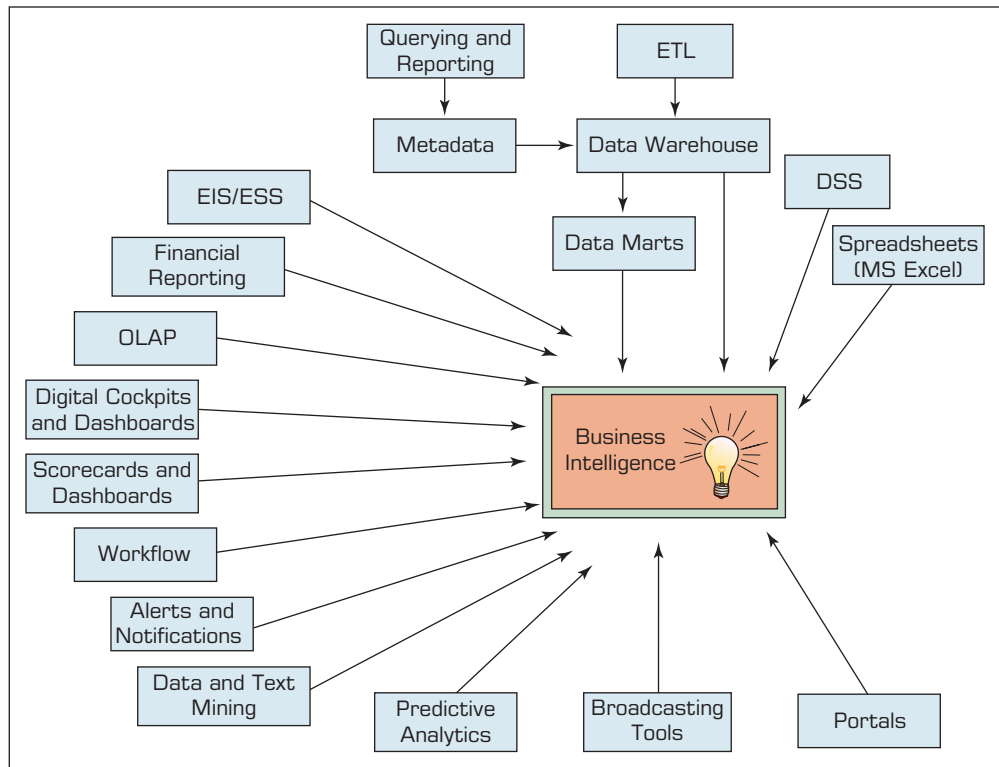 Querying and
Reporting
ETL
Metadata
Data Warehouse
DSS
EIS/ESS
Data Marts
Spreadsheets
(MS Excel)
Financial
Reporting
OLAP
Digital Cockpits
and Dashboards
Business
Intelligence
Scorecards and
Dashboards
Workflow
Alerts and
Notifications
Data and Text
Mining
Predictive
Analytics
Broadcasting
Tools
Portals